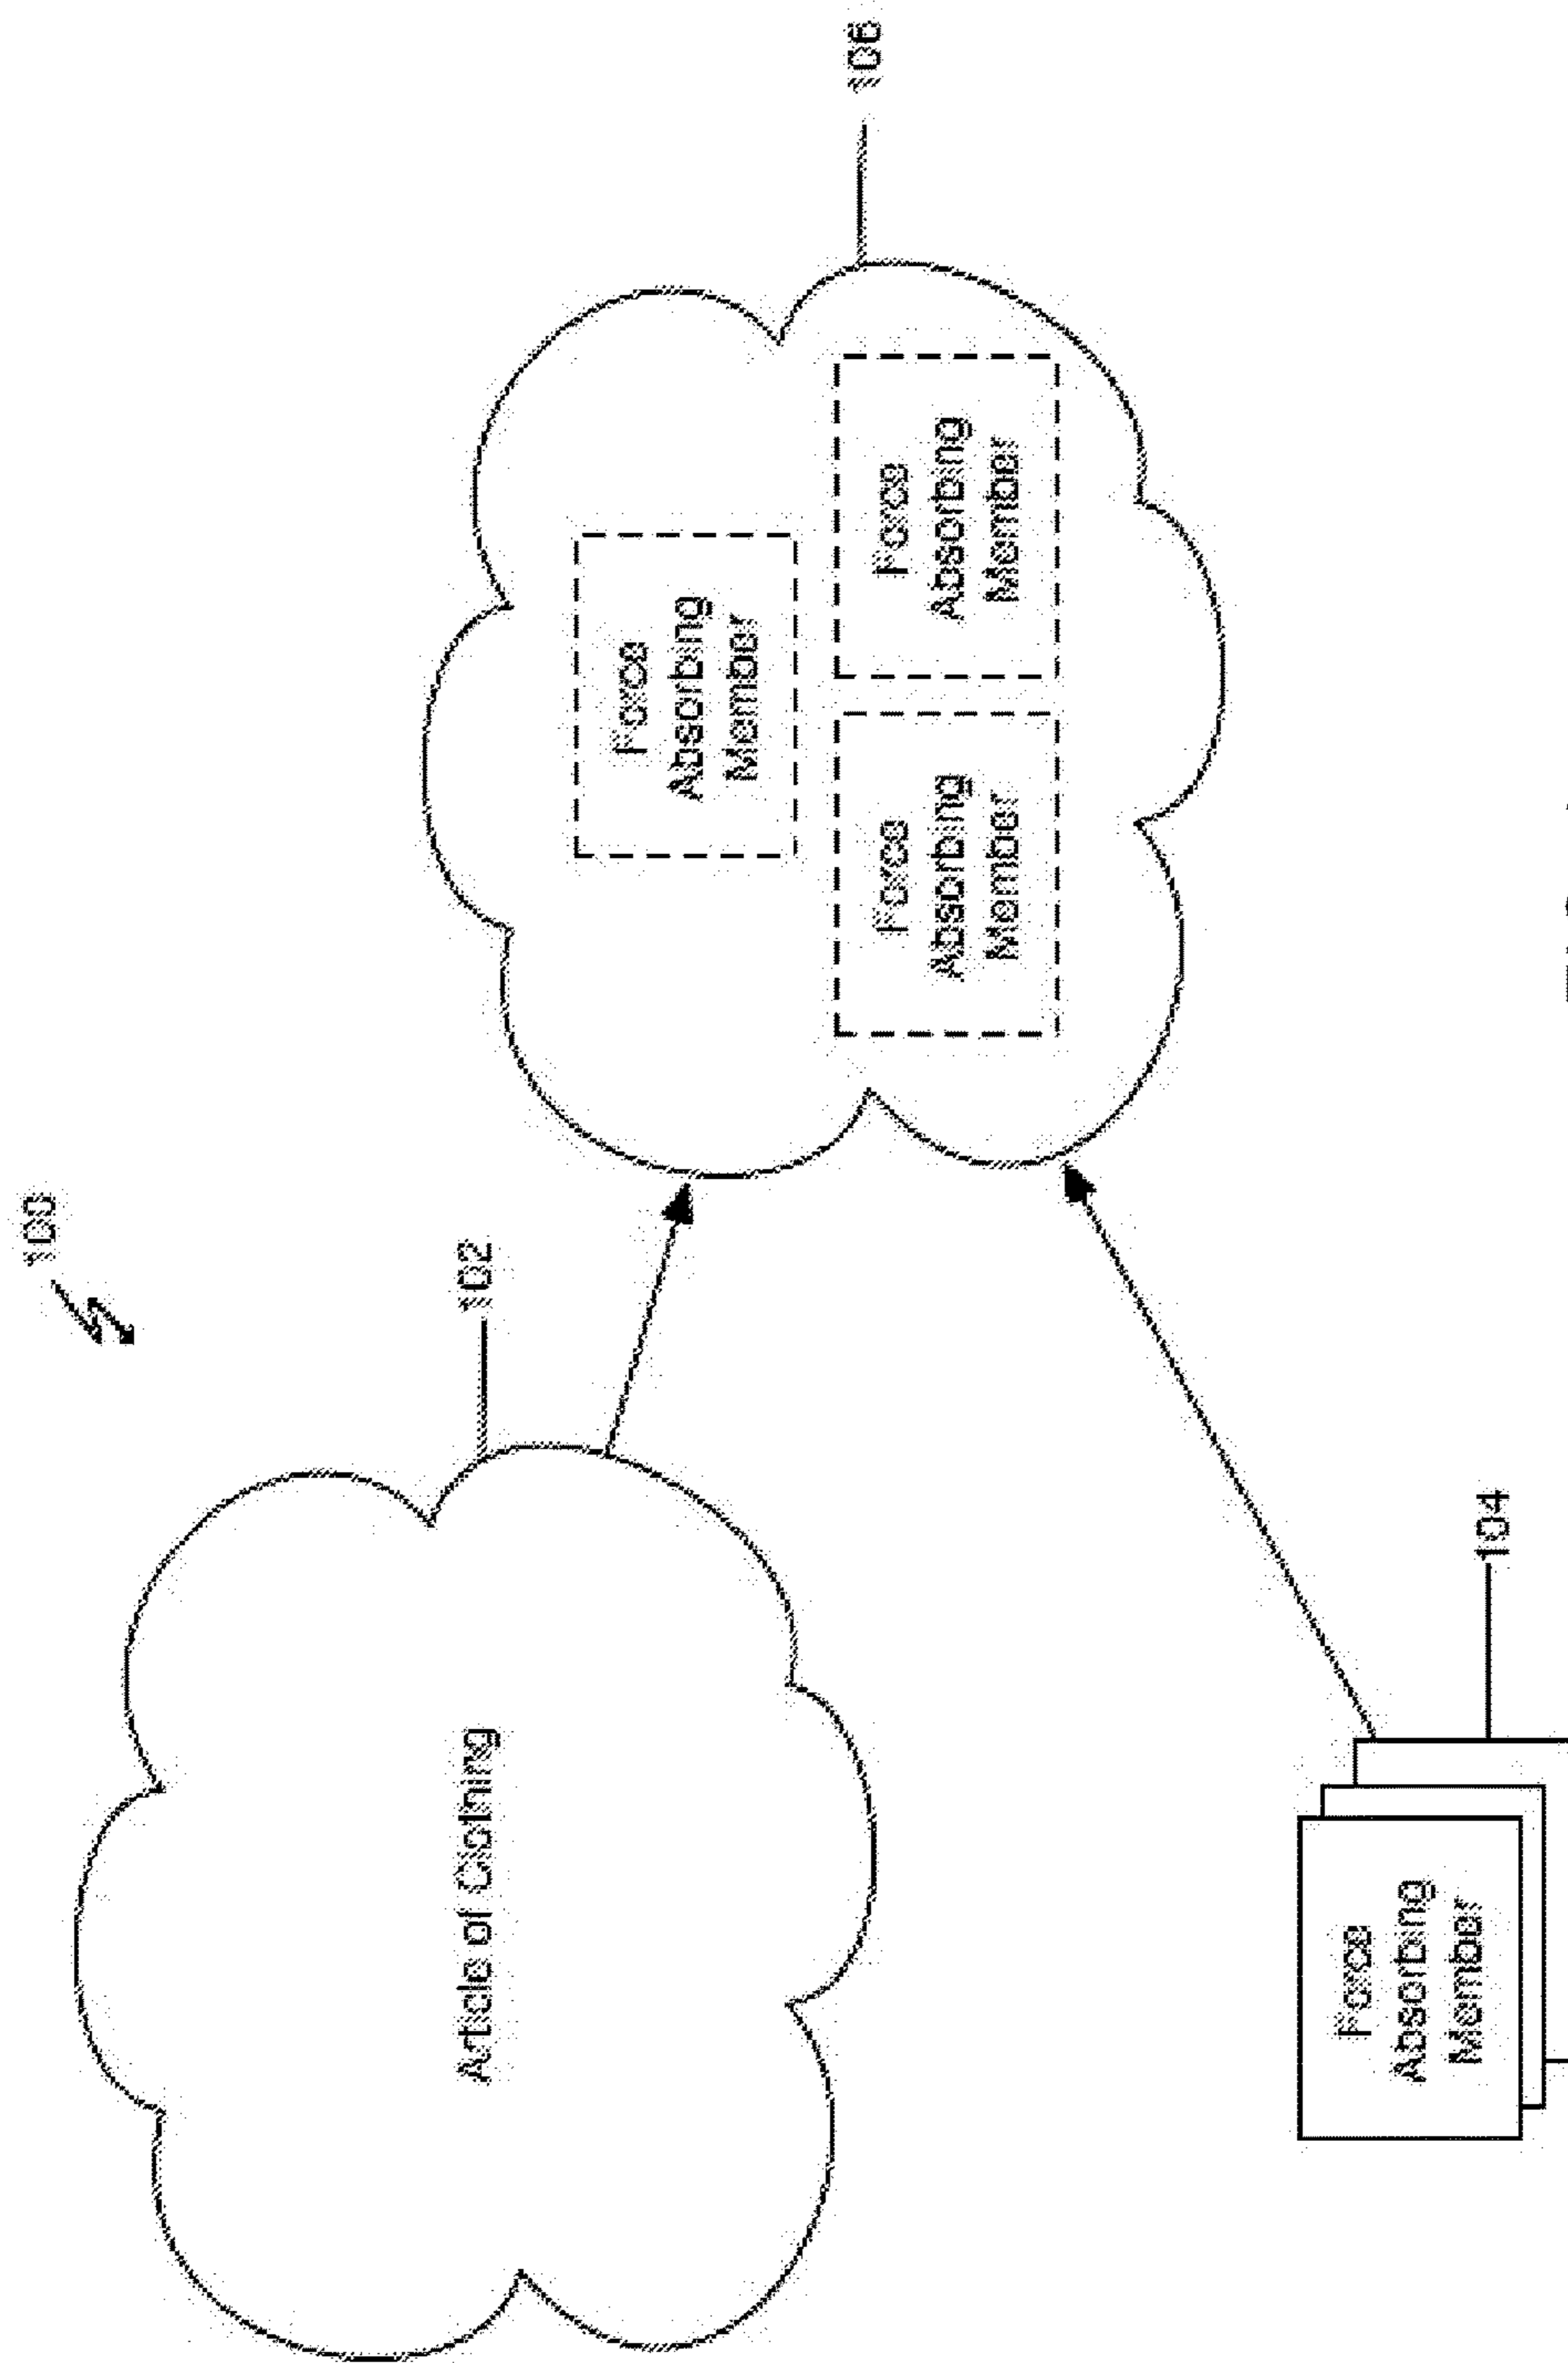 100
102
Article of Clothing
106
Force
Absorbing
Member
Force
Absorbing
Member
Force
Absorbing
Member
104
Force
Absorbing
Member